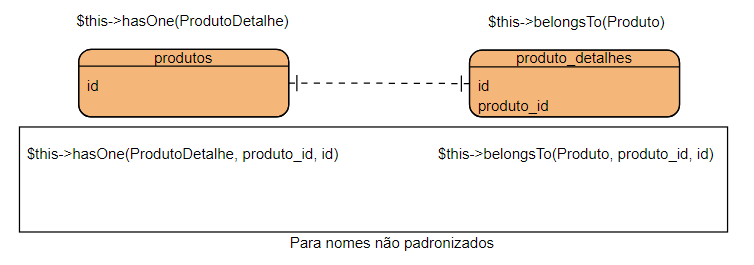 $this->hasOne(ProdutoDetalhe)
$this->belongsTo(Produto)
produtos
id
produto_detalhes
id
produto_id
$this->hasOne(ProdutoDetalhe, produto_id, id)
$this->belongsTo(Produto, produto_id, id)
Para nomes não padronizados